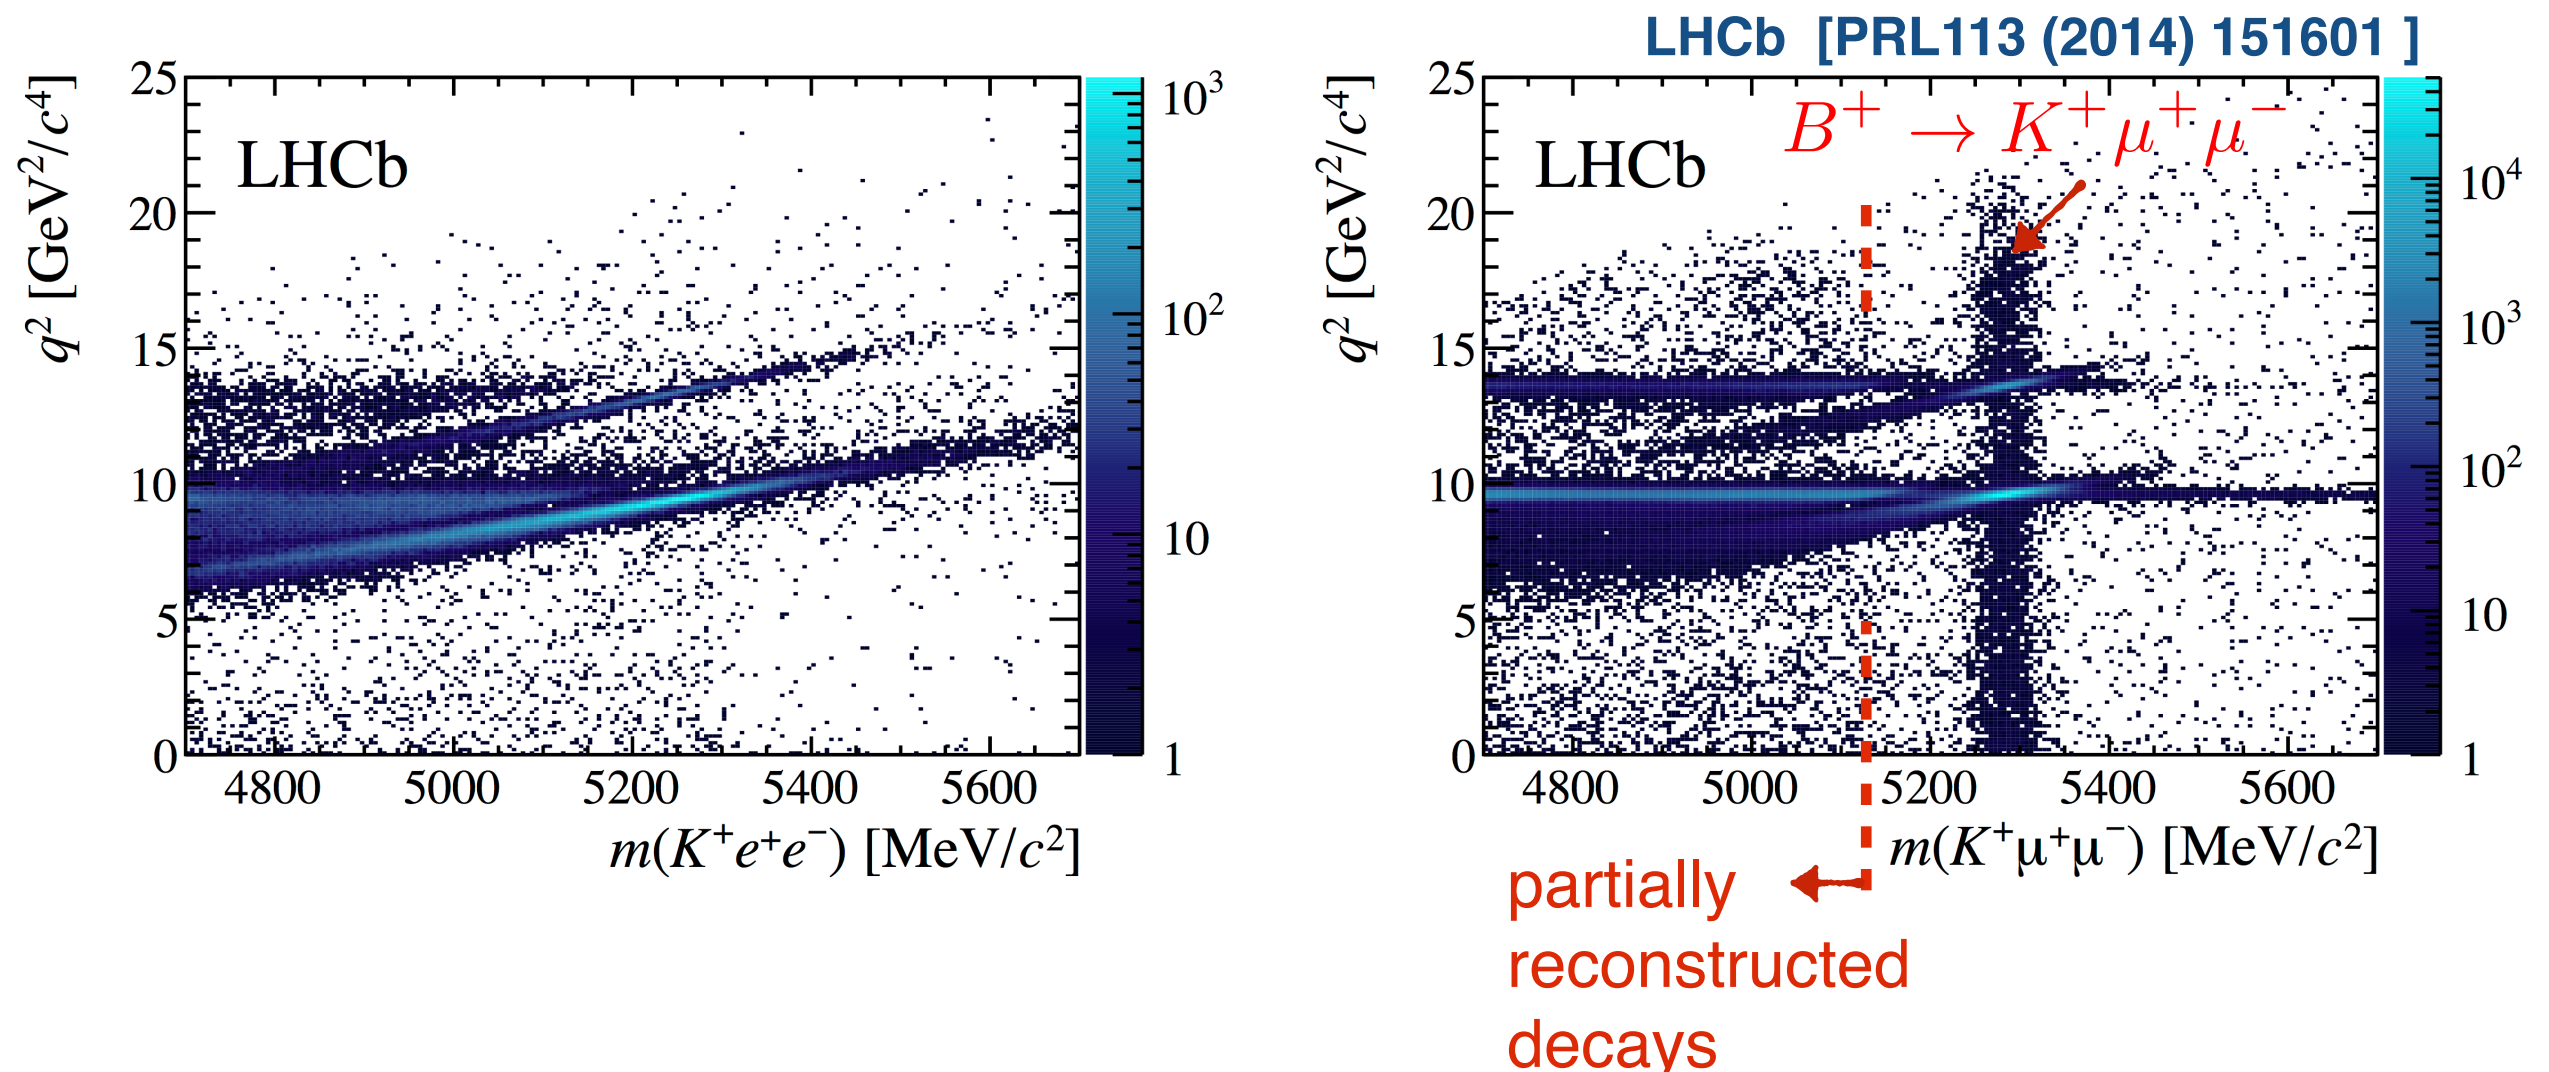 LHCb [PRL113 (2014) 151601 ]
q² [GeV²/c⁴]
25
20
15
10
5
0
LHCb
4800 5000 5200 5400 5600
m(K⁺e⁺e⁻) [MeV/c²]
10³
10²
10
1
q² [GeV²/c⁴]
25
20
15
10
5
0
LHCb
B⁺ → K⁺μ⁺μ⁻
4800 5000 5200 5400 5600
m(K⁺μ⁺μ⁻) [MeV/c²]
10⁴
10³
10²
10
1
partially
reconstructed
decays